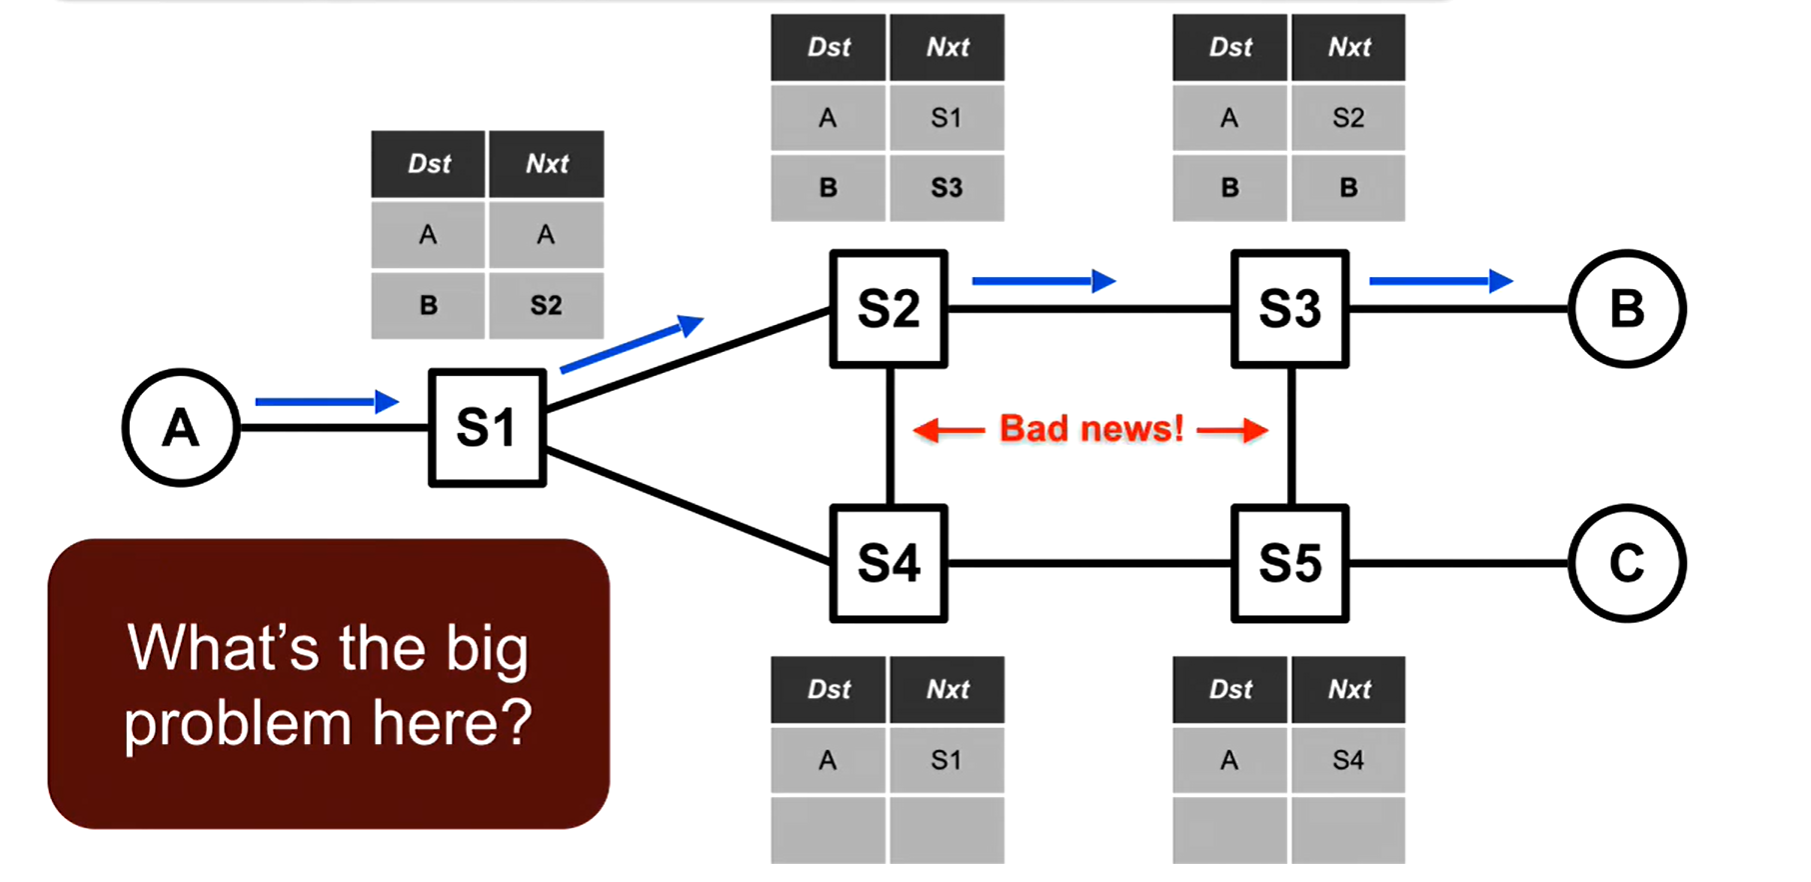 Dst Nxt
A S1
B S3
Dst Nxt
A S2
B B
Dst Nxt
A A
B S2
S2
S3
B
A
S1
Bad news!
S4
S5
C
What’s the big
problem here?
Dst Nxt
A S1
Dst Nxt
A S4